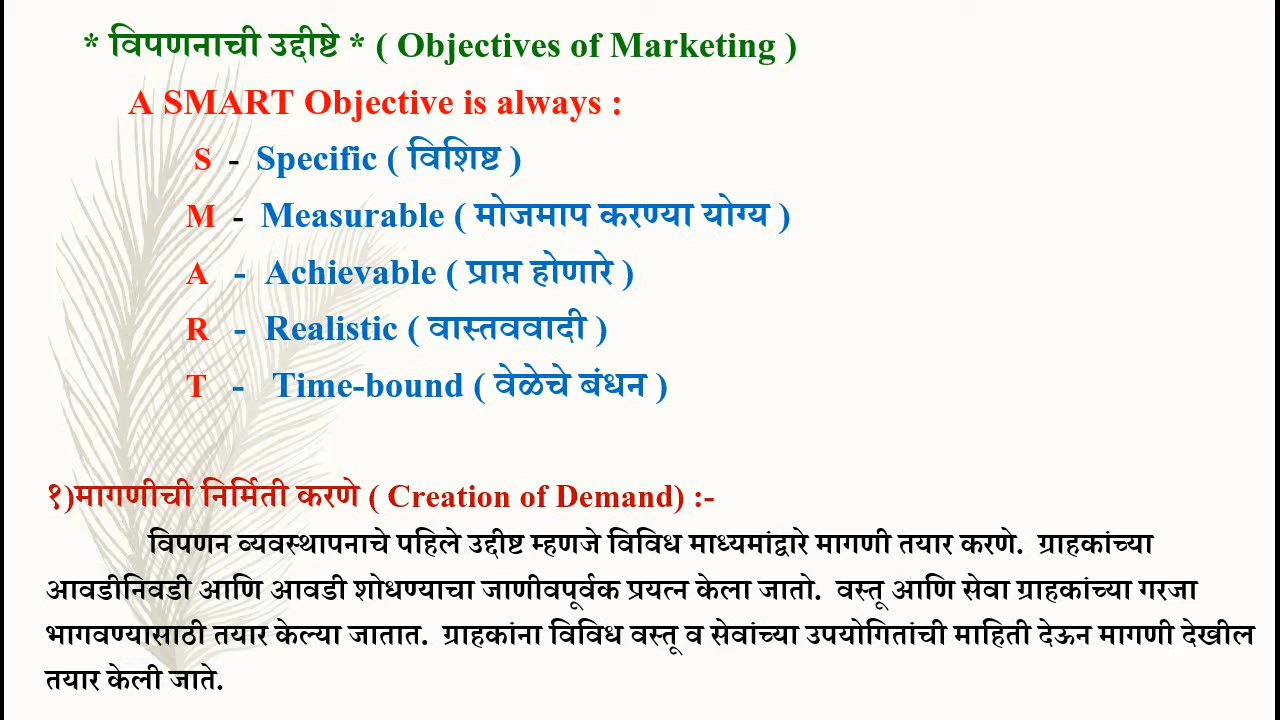 * विपणनाची उद्दीष्टे * ( Objectives of Marketing )
A SMART Objective is always :
S - Specific ( विशिष्ट )
M - Measurable ( मोजमाप करण्या योग्य )
A - Achievable ( प्राप्त होणारे )
R - Realistic ( वास्तववादी )
T - Time-bound ( वेळेचे बंधन )
१)मागणीची निर्मिती करणे ( Creation of Demand) :-
विपणन व्यवस्थापनाचे पहिले उद्दीष्ट म्हणजे विविध माध्यमांद्वारे मागणी तयार करणे. ग्राहकांच्या
आवडीनिवडी आणि आवडी शोधण्याचा जाणीवपूर्वक प्रयत्न केला जातो. वस्तू आणि सेवा ग्राहकांच्या गरजा
भागवण्यासाठी तयार केल्या जातात. ग्राहकांना विविध वस्तू व सेवांच्या उपयोगितांची माहिती देऊन मागणी देखील
तयार केली जाते.